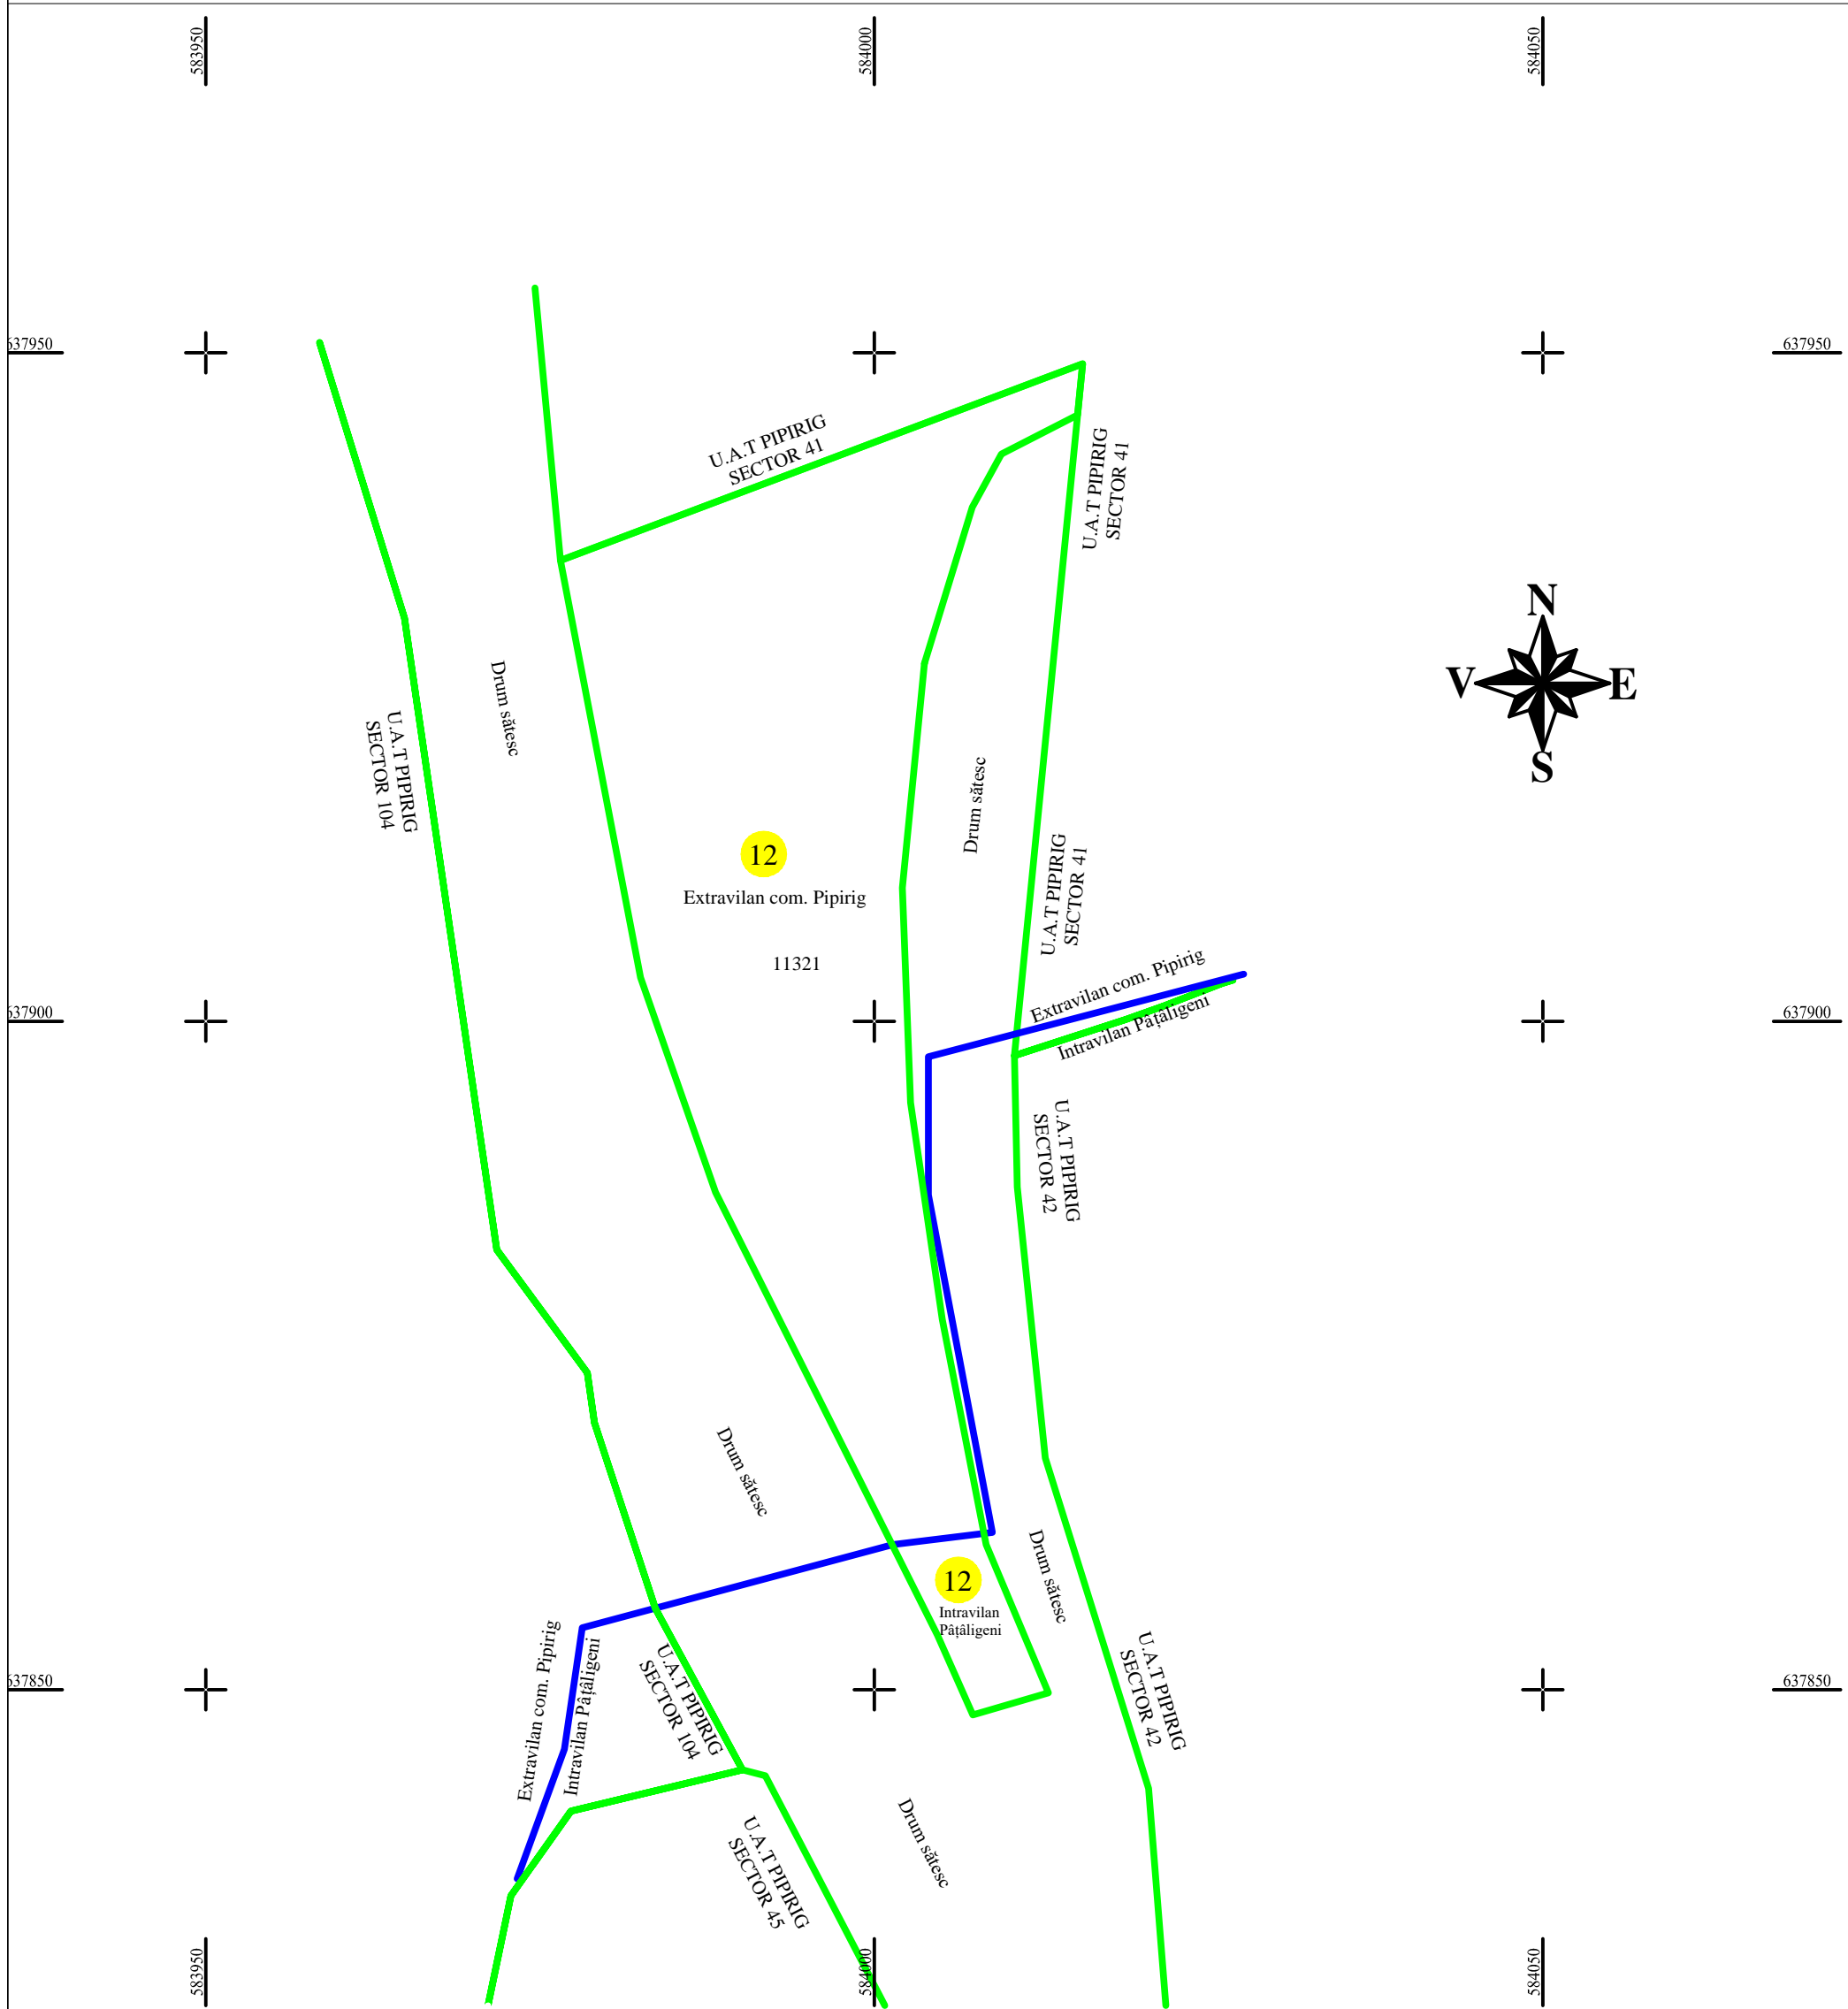 583950
584000
584050
637950
637950
U.A.T PIPIRIG
SECTOR 41
U.A.T PIPIRIG
SECTOR 41
N
V
E
S
Drum sătesc
U.A.T PIPIRIG
SECTOR 104
Drum sătesc
12
Extravilan com. Pipirig
11321
U.A.T PIPIRIG
SECTOR 41
Extravilan com. Pipirig
Intravilan Pâțâligeni
637900
637900
U.A.T PIPIRIG
SECTOR 42
Drum sătesc
Drum sătesc
12
Intravilan
Pâțâligeni
Extravilan com. Pipirig
Intravilan Pâțâligeni
U.A.T PIPIRIG
SECTOR 104
U.A.T PIPIRIG
SECTOR 42
637850
637850
Drum sătesc
U.A.T PIPIRIG
SECTOR 45
583950
584000
584050